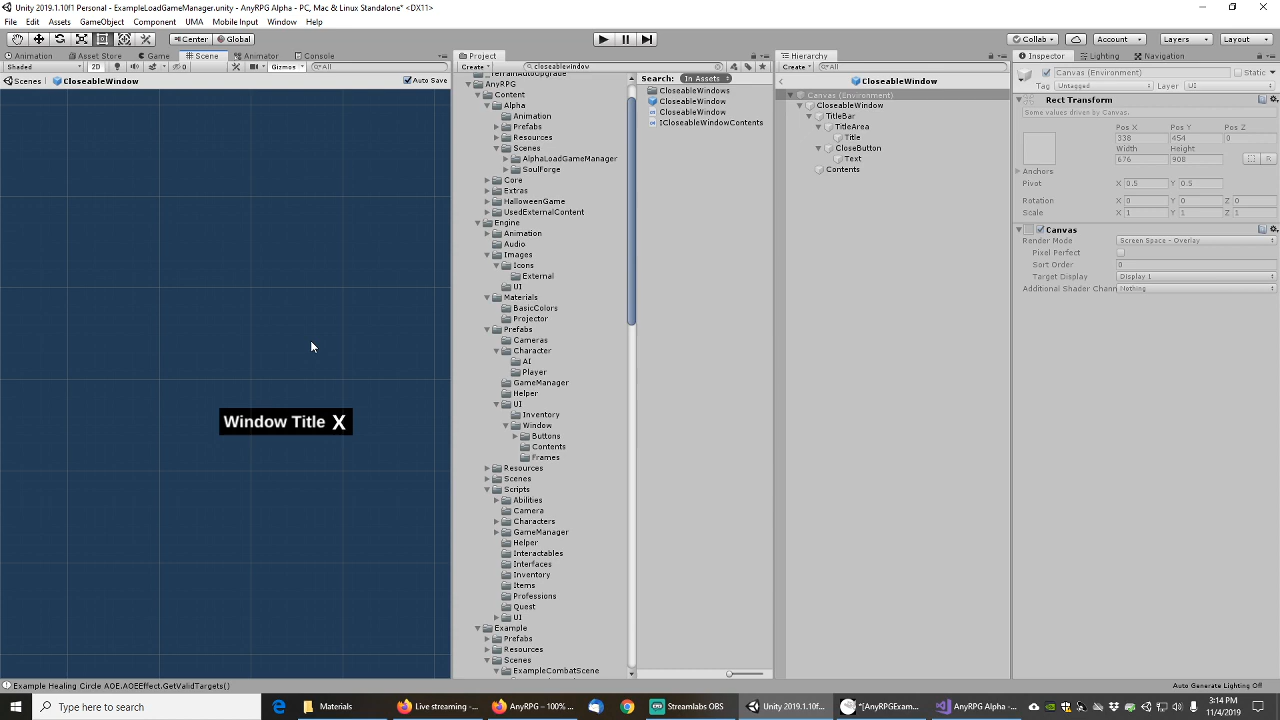 Unity 2019.1.10f1 Personal - ExampleLoadGameManager.unity - AnyRPG Alpha - PC, Mac & Linux Standalone* <DX11>
File Edit Assets GameObject Component UMA Mobile Input Window Help
Center Global Collab Account Layers Layout
Animation Asset Store Game Scene Animator Console
Shaded 2D 0 Gizmos All
Scenes CloseableWindow Auto Save
Window Title X
Project
Create closeablewindow
_TerrainAutoUpgrade
AnyRPG
Content
Alpha
Animation
Prefabs
Resources
Scenes
AlphaLoadGameManager
SoulForge
Core
Extras
HalloweenGame
UsedExternalContent
Engine
Animation
Audio
Images
Icons
External
UI
Materials
BasicColors
Projector
Prefabs
Cameras
Character
AI
Player
GameManager
Helper
UI
Inventory
Window
Buttons
Contents
Frames
Resources
Scenes
Scripts
Abilities
Camera
Characters
GameManager
Helper
Interactables
Interfaces
Inventory
Items
Professions
Quest
UI
Example
Prefabs
Resources
Scenes
ExampleCombatScene
Search: In Assets
CloseableWindows
CloseableWindow
CloseableWindow
ICloseableWindowContents
Hierarchy
Create All
CloseableWindow
Canvas (Environment)
CloseableWindow
TitleBar
TitleArea
Title
CloseButton
Text
Contents
Inspector Lighting Navigation
Canvas (Environment) Static
Tag Untagged Layer UI
Rect Transform
Some values driven by Canvas.
Pos X Pos Y Pos Z
338 454 0
Width Height
676 908 R
Anchors
Pivot X 0.5 Y 0.5
Rotation X 0 Y 0 Z 0
Scale X 1 Y 1 Z 1
Canvas
Render Mode Screen Space - Overlay
Pixel Perfect
Sort Order 0
Target Display Display 1
Additional Shader Chann Nothing
Example Healing Circle AOE.AOEEffect.GetValidTargets()
Auto Generate Lighting Off
Type here to search
Materials
Live streaming -...
AnyRPG — 100% ...
Streamlabs OBS
Unity 2019.1.10f...
*[AnyRPGExam...
AnyRPG Alpha -...
3:14 PM
11/4/2019